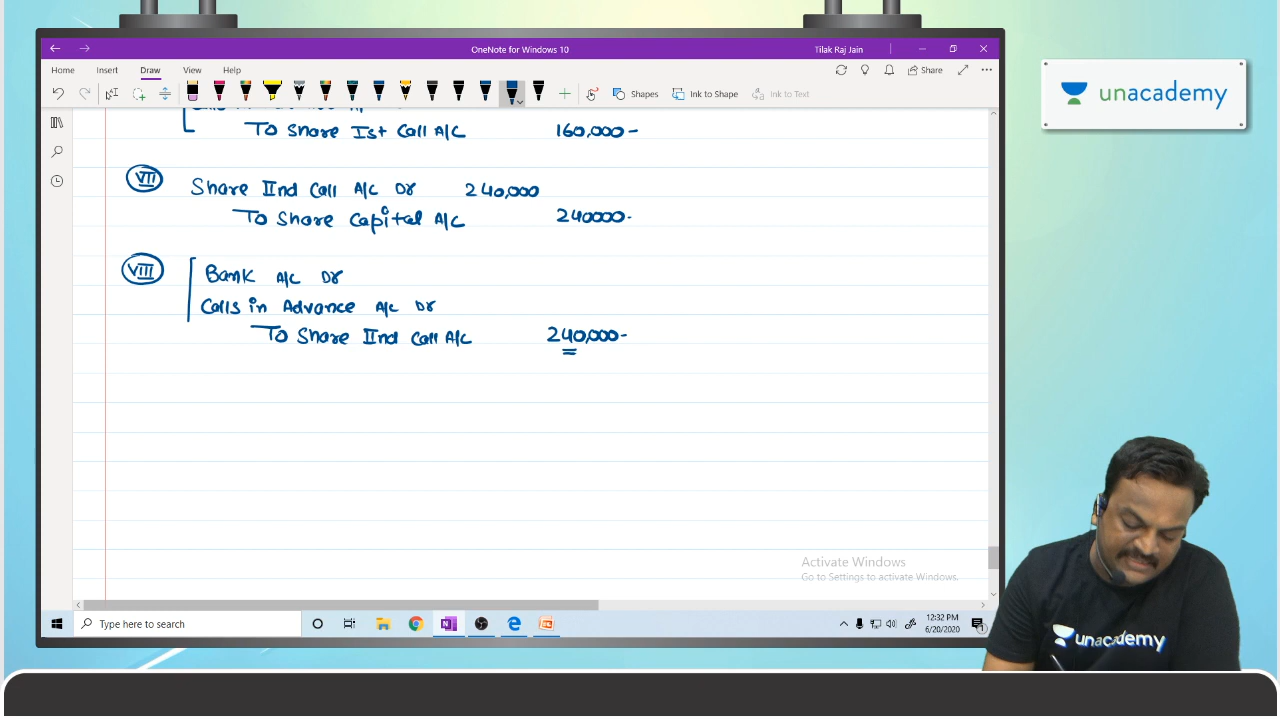 OneNote for Windows 10
Tilak Raj Jain
Home Insert Draw View Help
Share
Shapes
Ink to Shape
Ink to Text
unacademy
To Share Ist Call A/C 160,000-
VII Share IInd Call A/C Dr 240,000
To Share Capital A/C 240000-
VIII Bank A/C Dr
Calls in Advance A/C Dr
To Share IInd Call A/C 240,000-
Activate Windows
Go to Settings to activate Windows.
Type here to search
12:32 PM
6/20/2020
1
unacademy